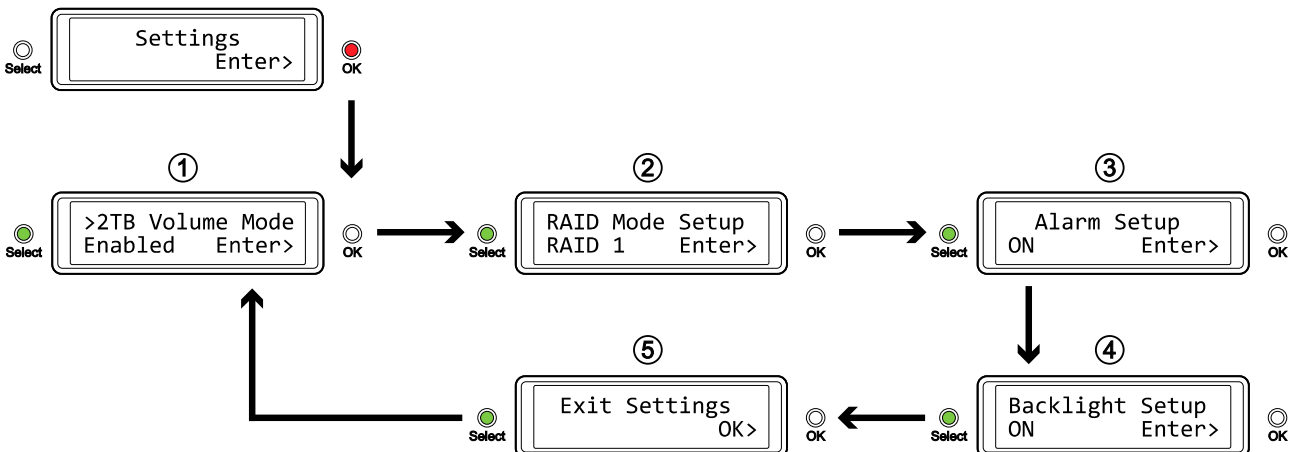 Settings
Enter>
Select
OK
①
>2TB Volume Mode
Enabled Enter>
Select
OK
②
RAID Mode Setup
RAID 1 Enter>
Select
OK
③
Alarm Setup
ON Enter>
Select
OK
④
Backlight Setup
ON Enter>
Select
OK
⑤
Exit Settings
OK>
Select
OK